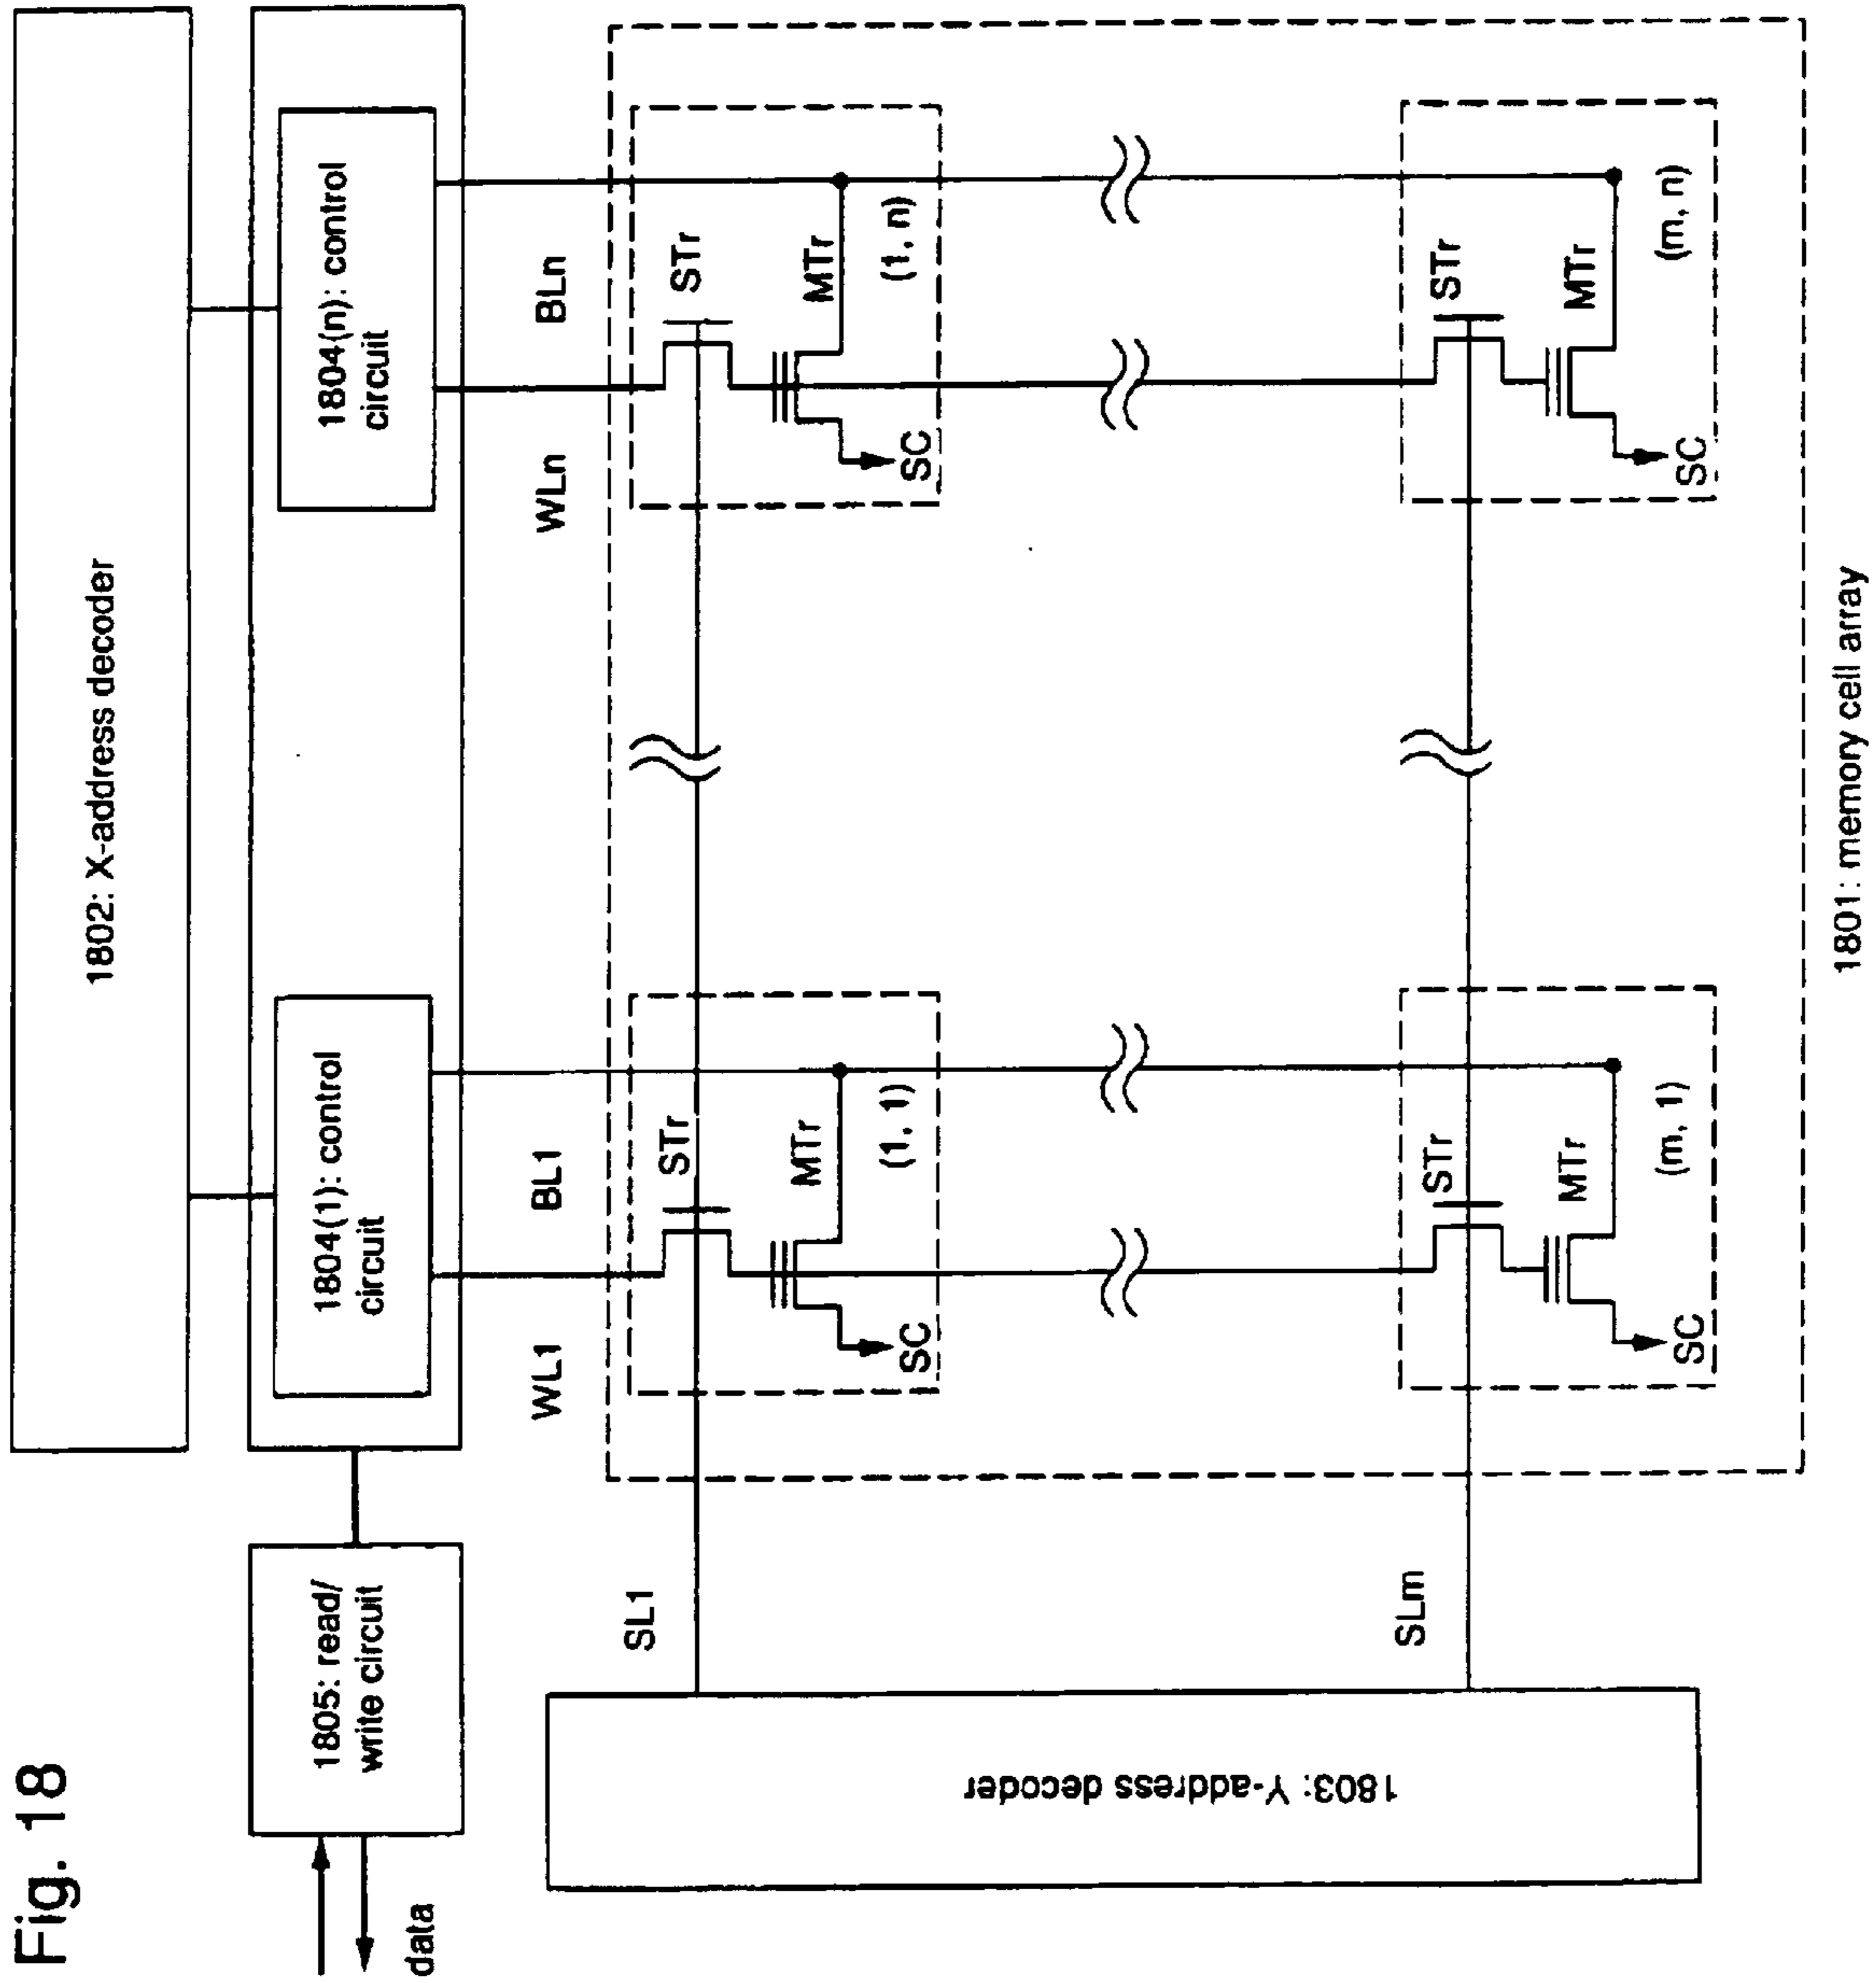 Fig. 18
1802: X-address decoder
1805: read/
write circuit
data
1804(1): control
circuit
1804(n): control
circuit
WL1
BL1
WLn
BLn
SL1
STr
MTr
(1, 1)
SC
STr
MTr
(1, n)
SC
1803: Y-address decoder
SLm
STr
MTr
(m, 1)
SC
STr
MTr
(m, n)
SC
1801: memory cell array